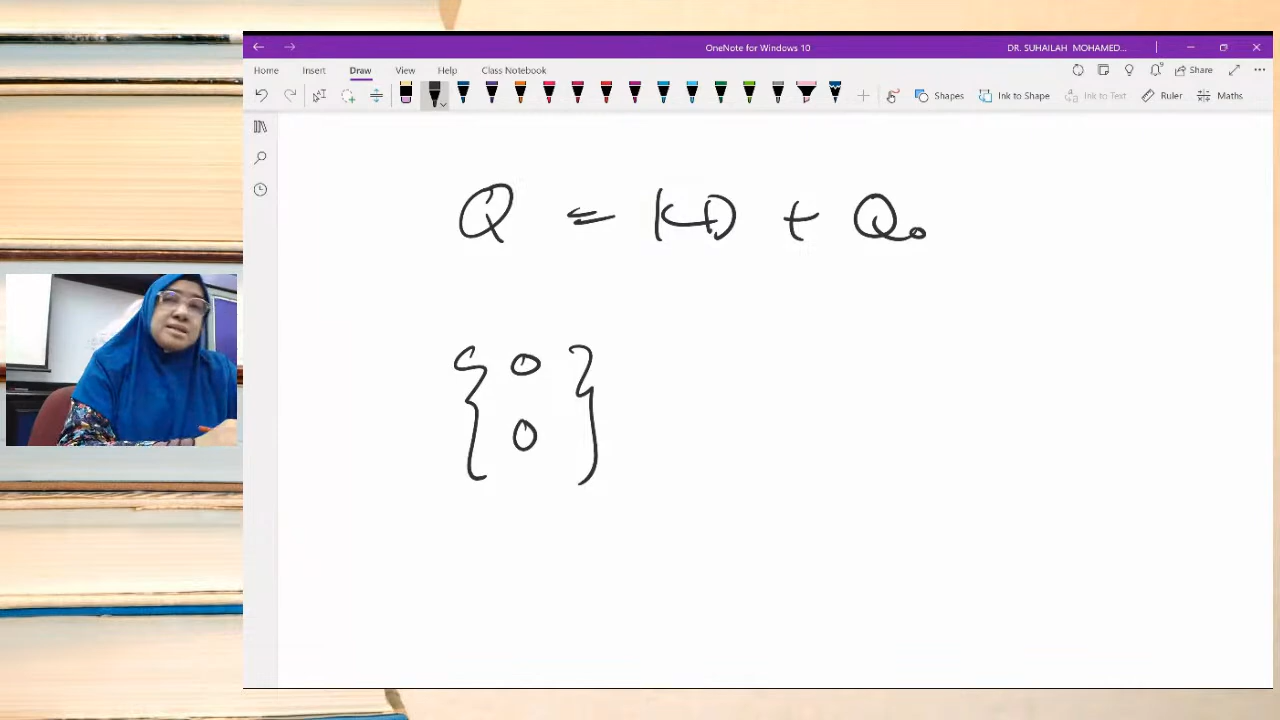 OneNote for Windows 10
DR. SUHAILAH MOHAMED...
Home Insert Draw View Help Class Notebook
Share
Shapes Ink to Shape Ink to Text Ruler Maths
Q = KD + Q₀
{ 0 }
{ 0 }